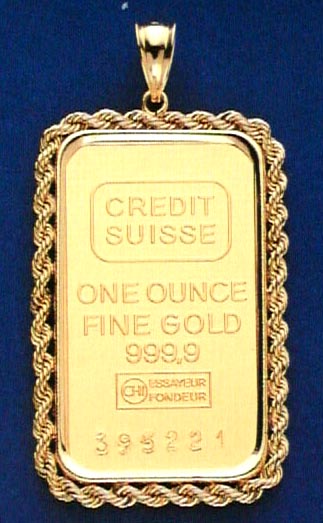 CREDIT
SUISSE
ONE OUNCE
FINE GOLD
999,9
CHI ESSAYEUR
FONDEUR
395221